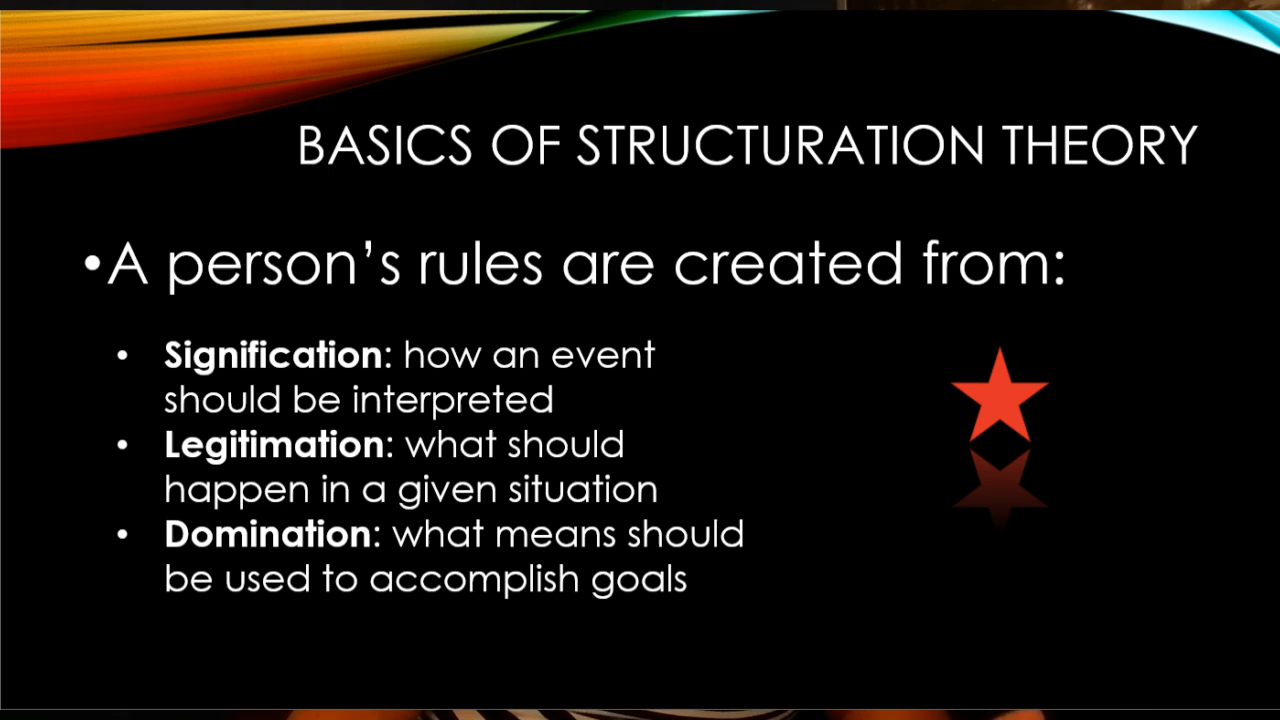 BASICS OF STRUCTURATION THEORY
•A person’s rules are created from:
• Signification: how an event
should be interpreted
• Legitimation: what should
happen in a given situation
• Domination: what means should
be used to accomplish goals